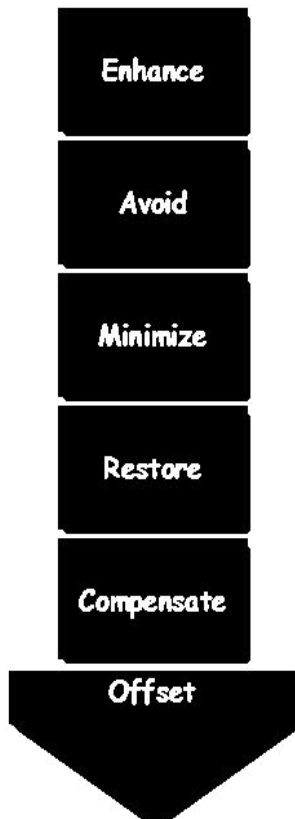 Enhance
Avoid
Minimize
Restore
Compensate
Offset